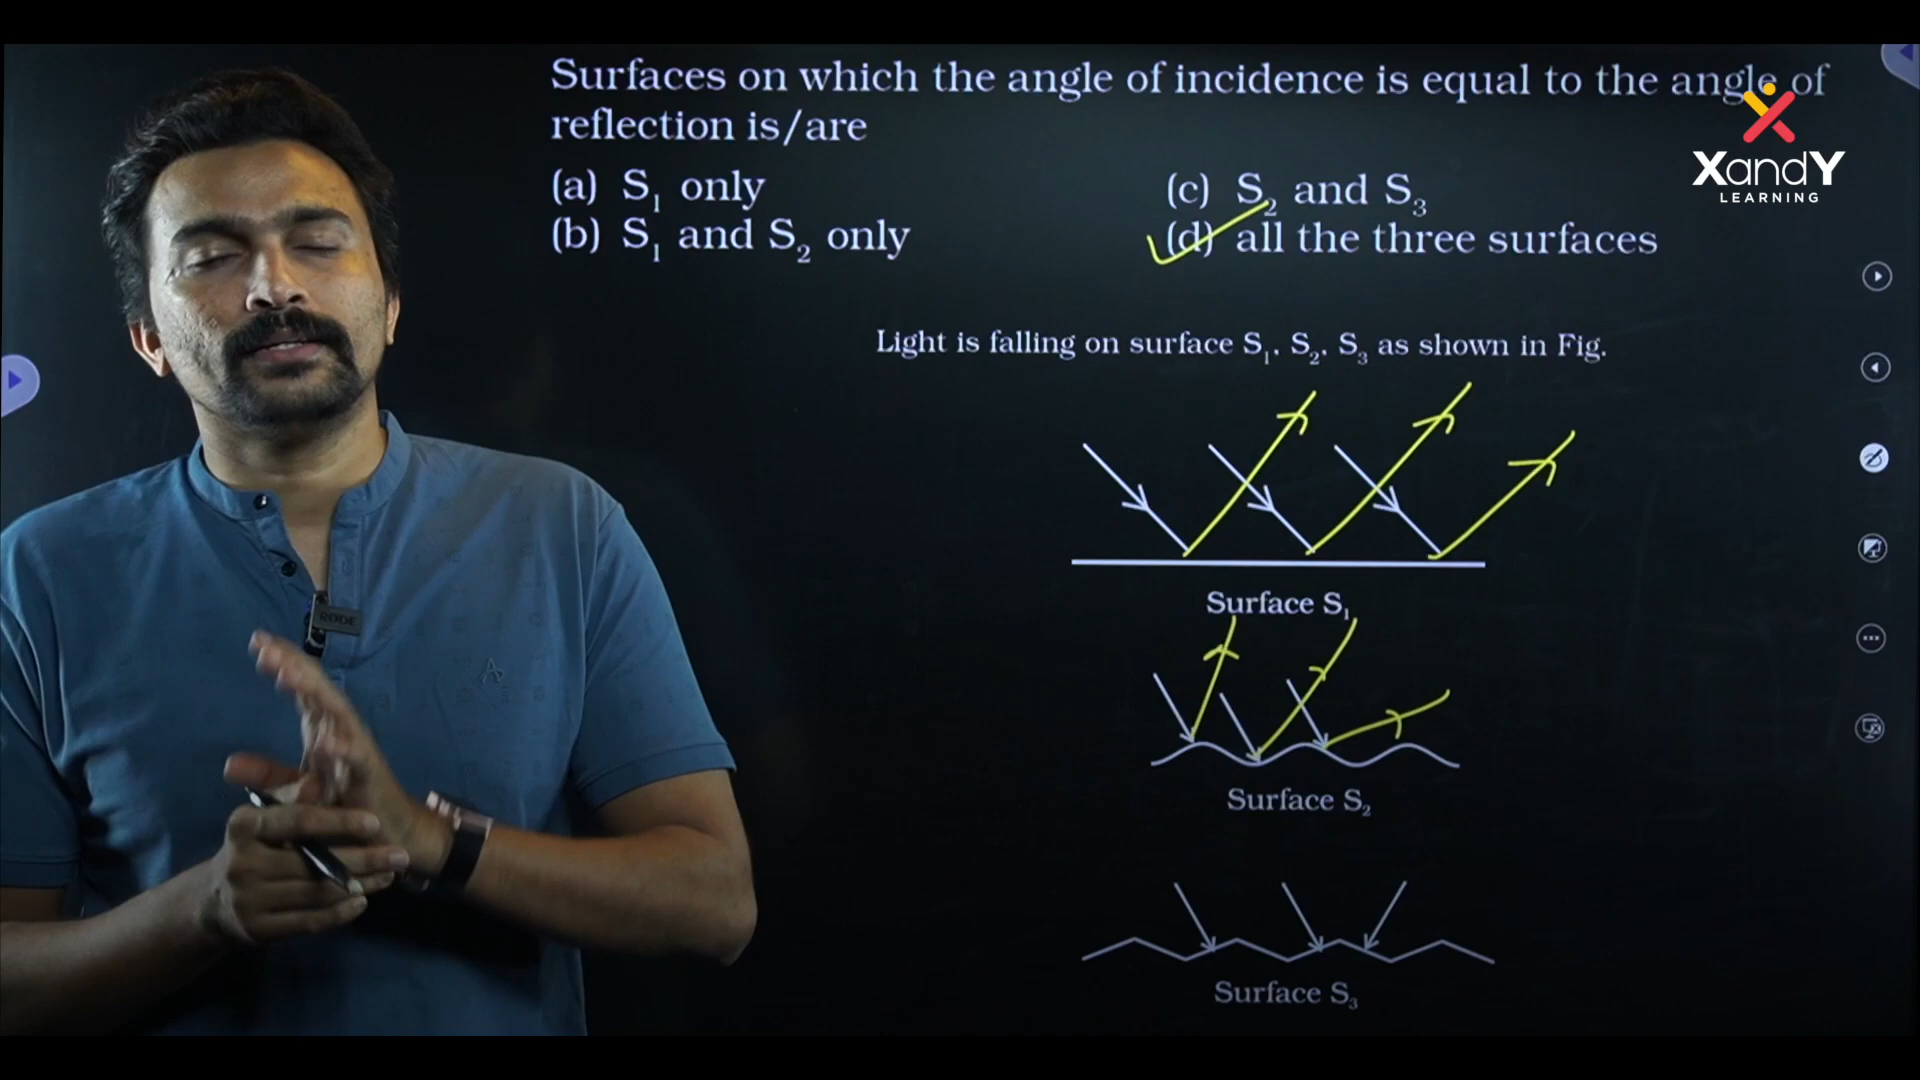 Surfaces on which the angle of incidence is equal to the angle of
reflection is/are
(a) S₁ only
(b) S₁ and S₂ only
(c) S₂ and S₃
(d) all the three surfaces
XandY
LEARNING
Light is falling on surface S₁, S₂, S₃ as shown in Fig.
Surface S₁
Surface S₂
Surface S₃
RODE
A